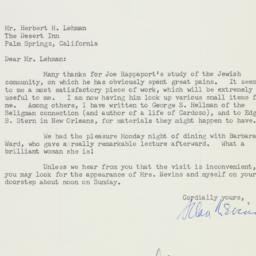 Mr. Herbert H. Lehman
The Desert Inn
Palm Springs, California
Dear Mr. Lehman:
Many thanks for Joe Rappaport's study of the Jewish
community, on which he has obviously spent great pains. It seems
to me a most satisfactory piece of work, which will be extremely
useful to me. I am now having him look up various small items f
me. Among others, I have written to George S. Hellman of the
Seligman connection (and author of a life of Cardozo), and to Edg
B. Stern in New Orleans, for materials they might happen to have.
We had the pleasure Monday night of dining with Barbara
Ward, who gave a really remarkable lecture afterward. What a
brilliant woman she is!
Unless we hear from you that the visit is inconvenient,
you may look for the appearance of Mrs. Nevins and myself on your
doorstep about noon on Sunday.
Cordially yours,
Allan Nevins